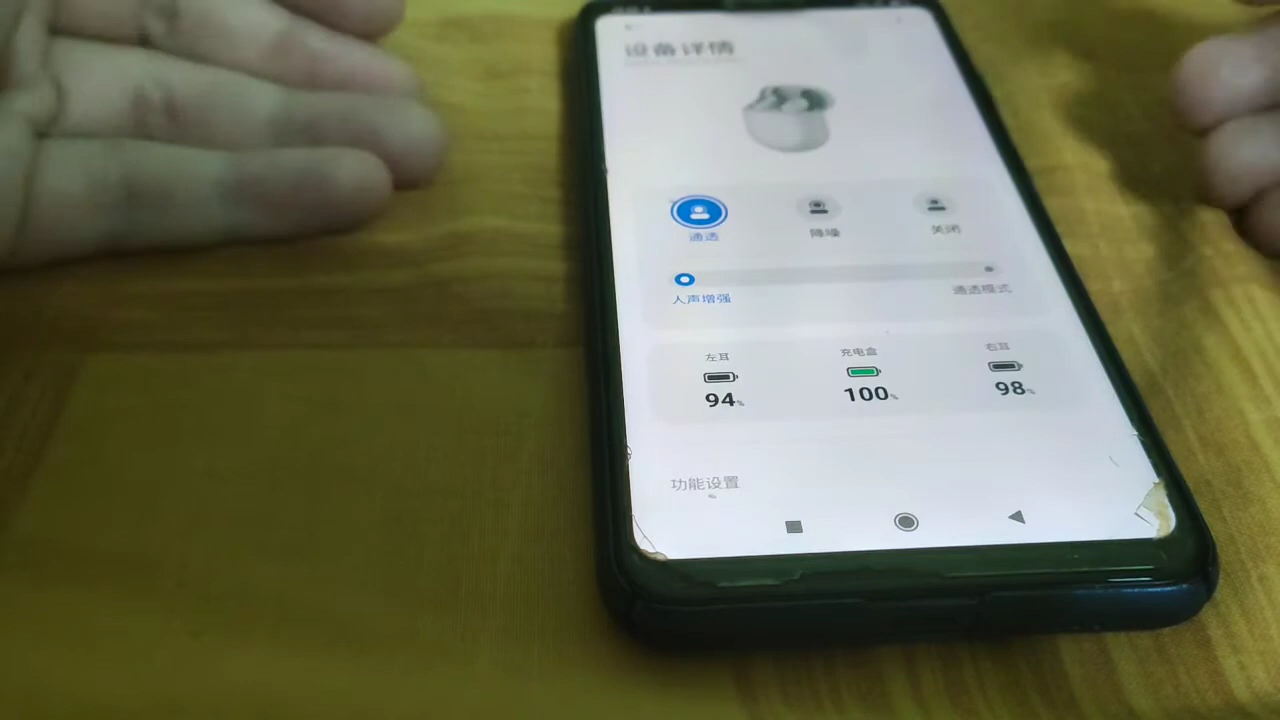 设备详情
通透 降噪 关闭
人声增强 通透模式
左耳 充电盒 右耳
94% 100% 98%
功能设置